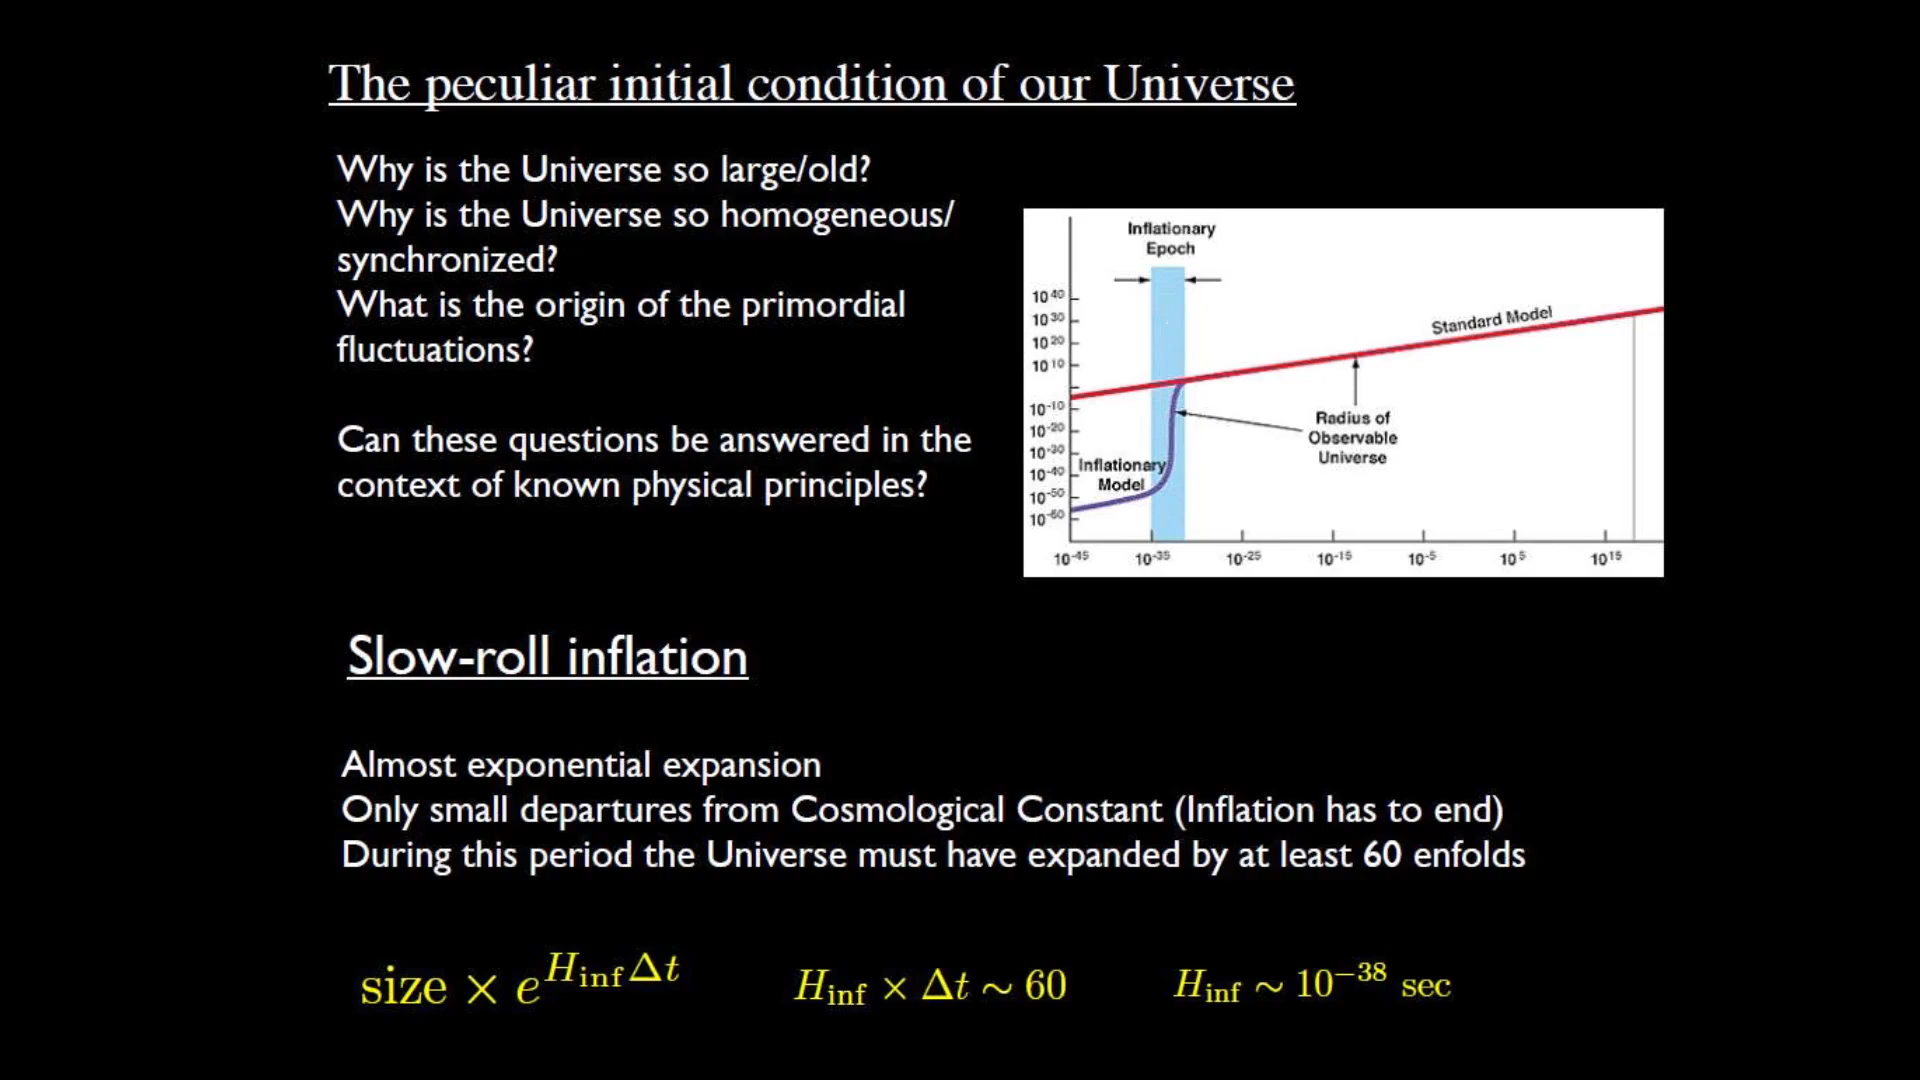 The peculiar initial condition of our Universe
Why is the Universe so large/old?
Why is the Universe so homogeneous/
synchronized?
What is the origin of the primordial
fluctuations?
Can these questions be answered in the
context of known physical principles?
Inflationary
Epoch
10^40
10^30
10^20
10^10
10^-10
10^-20
10^-30
10^-40
10^-50
10^-60
Standard Model
Radius of
Observable
Universe
Inflationary
Model
10^-45 10^-35 10^-25 10^-15 10^-5 10^5 10^15
Slow-roll inflation
Almost exponential expansion
Only small departures from Cosmological Constant (Inflation has to end)
During this period the Universe must have expanded by at least 60 enfolds
size × e^{H_inf Δt} H_inf × Δt ∼ 60 H_inf ∼ 10^{−38} sec